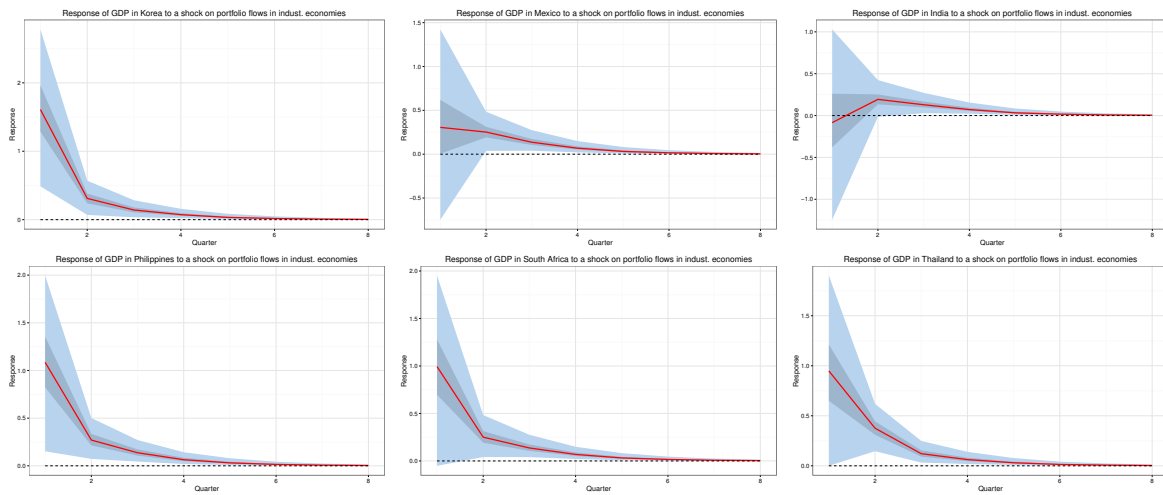 Response of GDP in Korea to a shock on portfolio flows in indust. economies
Response
2
1
0
2
4
6
8
Quarter
Response of GDP in Mexico to a shock on portfolio flows in indust. economies
Response
1.5
1.0
0.5
0.0
−0.5
2
4
6
8
Quarter
Response of GDP in India to a shock on portfolio flows in indust. economies
Response
1.0
0.5
0.0
−0.5
−1.0
2
4
6
8
Quarter
Response of GDP in Philippines to a shock on portfolio flows in indust. economies
Response
2.0
1.5
1.0
0.5
0.0
2
4
6
8
Quarter
Response of GDP in South Africa to a shock on portfolio flows in indust. economies
Response
2.0
1.5
1.0
0.5
0.0
2
4
6
8
Quarter
Response of GDP in Thailand to a shock on portfolio flows in indust. economies
Response
1.5
1.0
0.5
0.0
2
4
6
8
Quarter